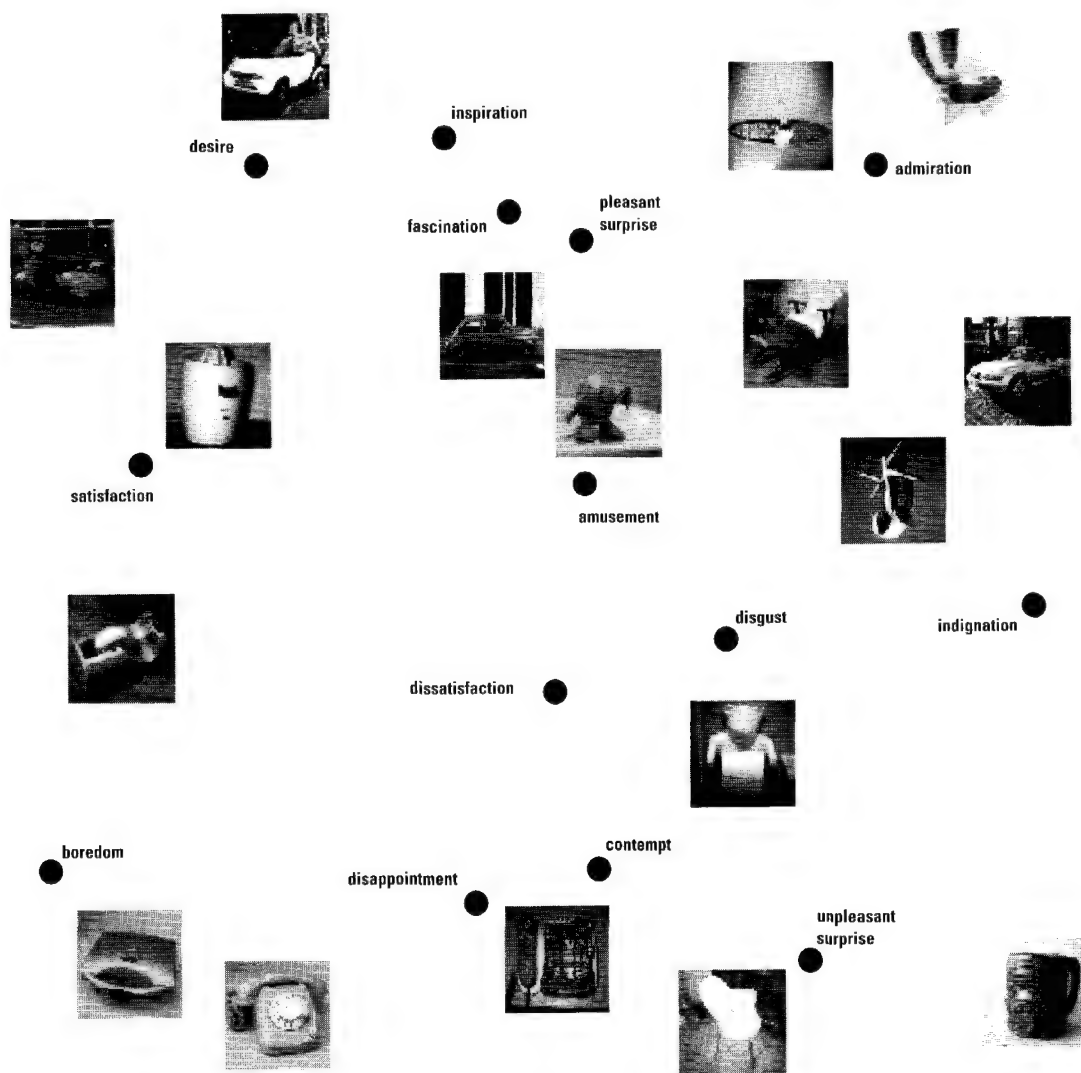 inspiration
desire
admiration
pleasant
surprise
fascination
satisfaction
amusement
disgust
indignation
dissatisfaction
boredom
contempt
disappointment
unpleasant
surprise